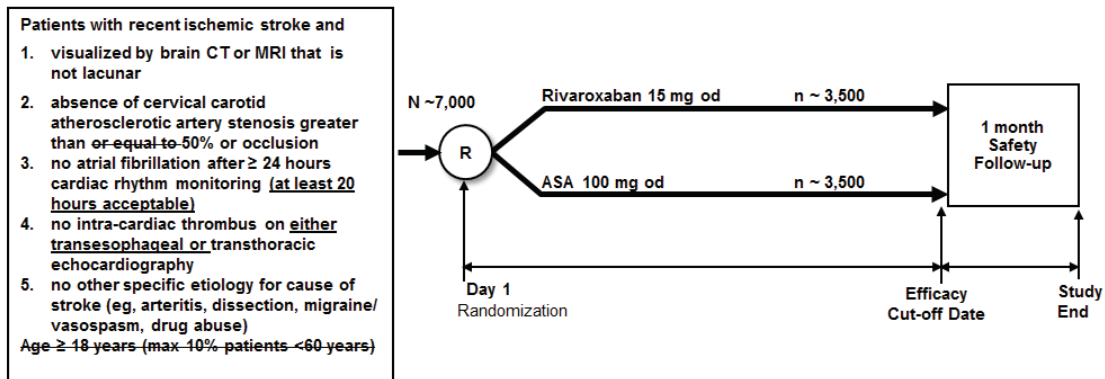 Patients with recent ischemic stroke and
1. visualized by brain CT or MRI that is
not lacunar
2. absence of cervical carotid
atherosclerotic artery stenosis greater
than or equal to 50% or occlusion
3. no atrial fibrillation after ≥ 24 hours
cardiac rhythm monitoring (at least 20
hours acceptable)
4. no intra-cardiac thrombus on either
transesophageal or transthoracic
echocardiography
5. no other specific etiology for cause of
stroke (eg, arteritis, dissection, migraine/
vasospasm, drug abuse)
Age ≥ 18 years (max 10% patients <60 years)
N ~7,000
R
Rivaroxaban 15 mg od n ~ 3,500
ASA 100 mg od n ~ 3,500
1 month
Safety
Follow-up
Day 1
Randomization
Efficacy
Cut-off Date
Study
End